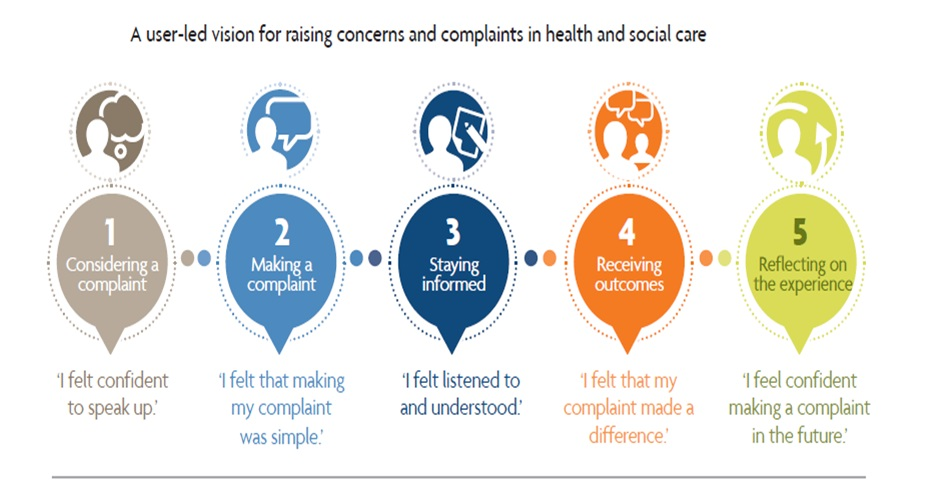 A user-led vision for raising concerns and complaints in health and social care
1
Considering a
complaint
2
Making a
complaint
3
Staying
informed
4
Receiving
outcomes
5
Reflecting on
the experience
‘I felt confident
to speak up.’
‘I felt that making
my complaint
was simple.’
‘I felt listened to
and understood.’
‘I felt that my
complaint made a
difference.’
‘I feel confident
making a complaint
in the future.’